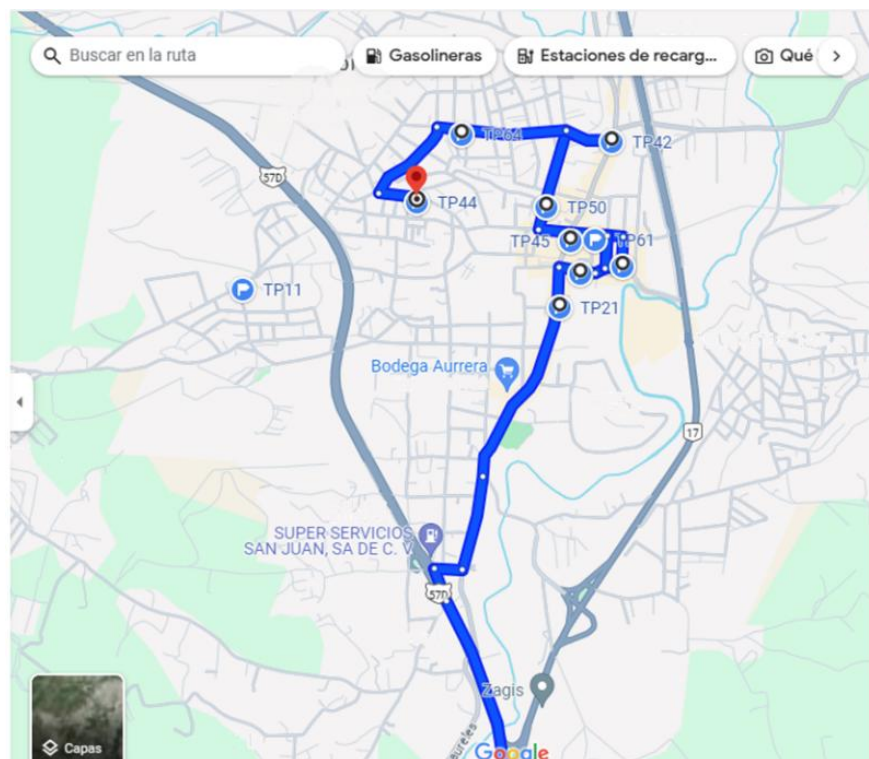 Buscar en la ruta
Gasolineras
Estaciones de recarg...
Qué
57D
TP64
TP42
TP44
TP50
TP45
TP61
TP11
TP21
Bodega Aurrera
17
SUPER SERVICIOS
SAN JUAN, SA DE C. V
57D
Zagis
Capas
Google